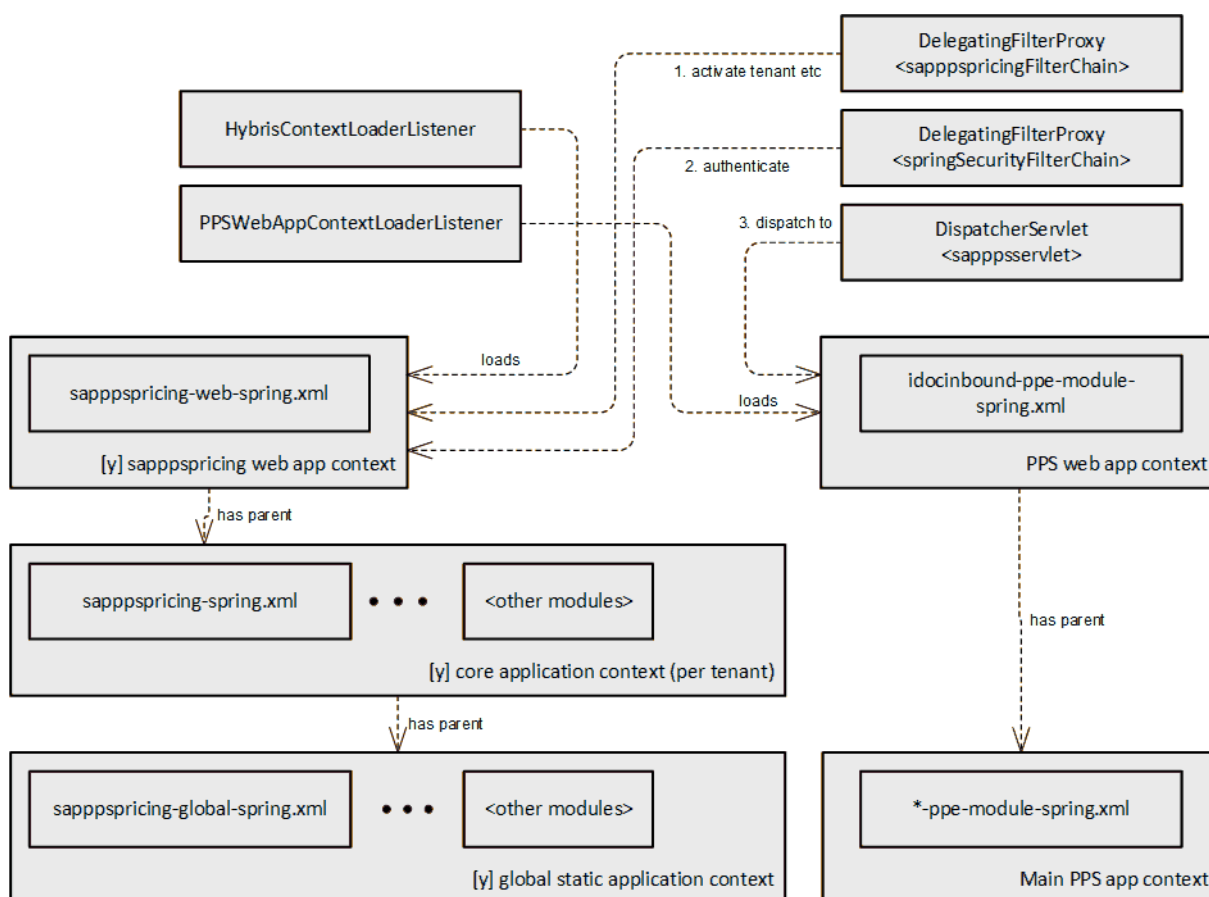 DelegatingFilterProxy
<sapppspricingFilterChain>
1. activate tenant etc
HybrisContextLoaderListener
DelegatingFilterProxy
<springSecurityFilterChain>
2. authenticate
PPSWebAppContextLoaderListener
3. dispatch to
DispatcherServlet
<sapppsservlet>
loads
sapppspricing-web-spring.xml
[y] sapppspricing web app context
loads
idocinbound-ppe-module-
spring.xml
PPS web app context
has parent
sapppspricing-spring.xml
• • •
<other modules>
[y] core application context (per tenant)
has parent
has parent
sapppspricing-global-spring.xml
• • •
<other modules>
[y] global static application context
*-ppe-module-spring.xml
Main PPS app context